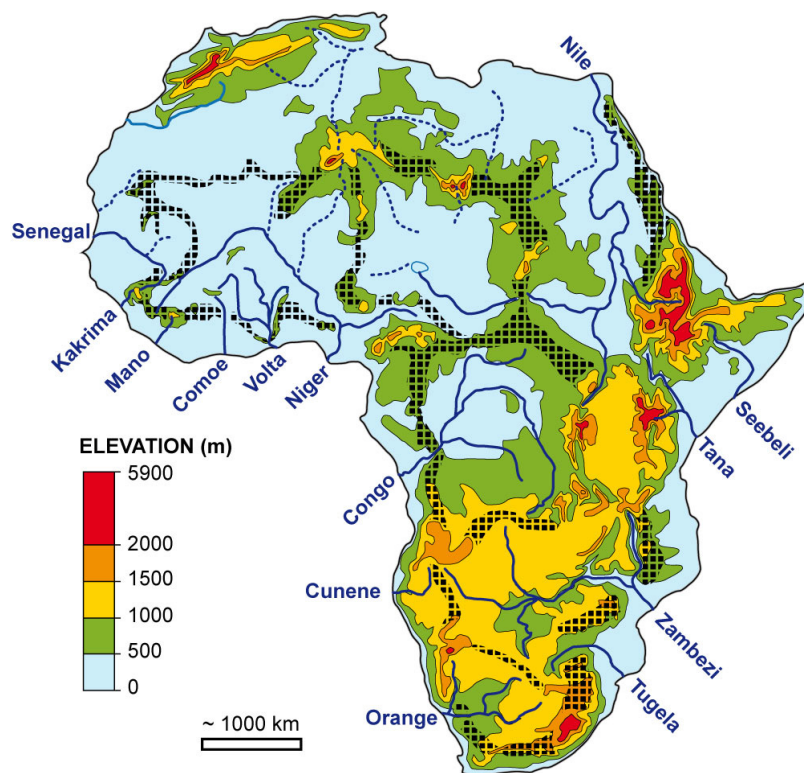 Nile
Senegal
Kakrima
Mano
Comoe
Volta
Niger
Seebeli
Tana
ELEVATION (m)
5900
2000
1500
1000
500
0
Congo
Cunene
Zambezi
Tugela
Orange
~ 1000 km